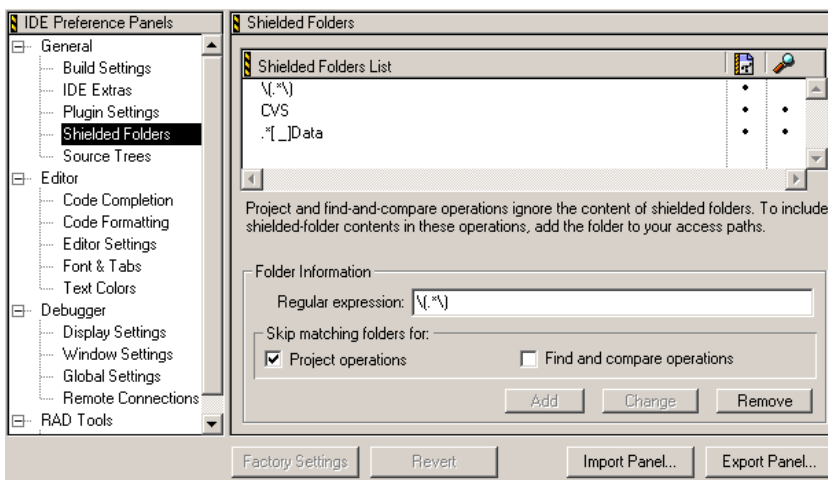 IDE Preference Panels
General
Build Settings
IDE Extras
Plugin Settings
Shielded Folders
Source Trees
Editor
Code Completion
Code Formatting
Editor Settings
Font & Tabs
Text Colors
Debugger
Display Settings
Window Settings
Global Settings
Remote Connections
RAD Tools
Shielded Folders
Shielded Folders List
\(.*\)
CVS
.*[ _]Data
Project and find-and-compare operations ignore the content of shielded folders. To include
shielded-folder contents in these operations, add the folder to your access paths.
Folder Information
Regular expression: \(.*\)
Skip matching folders for:
Project operations Find and compare operations
Add Change Remove
Factory Settings Revert Import Panel... Export Panel...